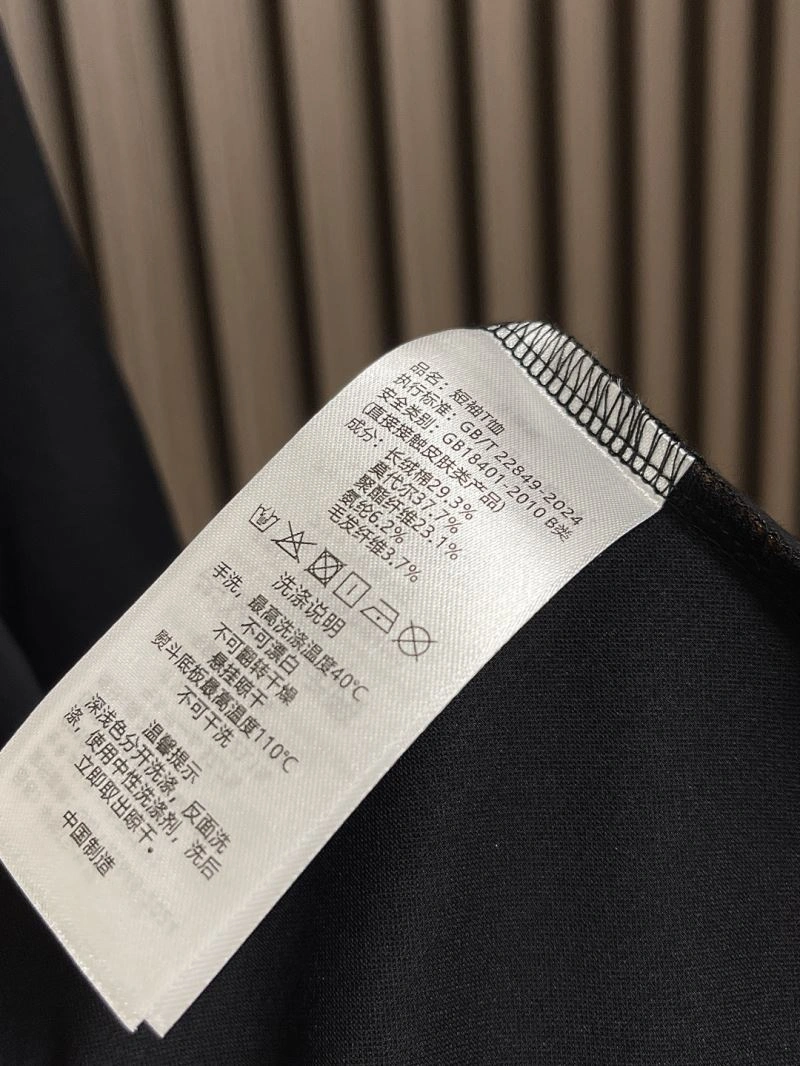 品名：短袖T恤
执行标准：GB/T 22849-2024
安全类别：GB18401-2010 B类
(直接接触皮肤类产品)
成分：长绒棉29.3%
莫代尔37.7%
聚酯纤维23.1%
氨纶6.2%
毛发纤维3.7%
洗涤说明
手洗，最高洗涤温度40℃
不可漂白
不可翻转干燥
悬挂晾干
熨斗底板最高温度110℃
不可干洗
温馨提示
深浅色分开洗涤，反面洗
涤，使用中性洗涤剂，洗后
立即取出晾干。
中国制造